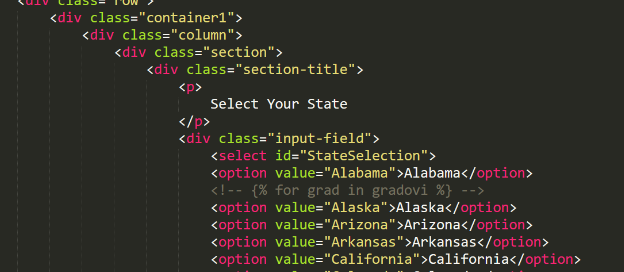 <div class="row">
<div class="container1">
<div class="column">
<div class="section">
<div class="section-title">
<p>
Select Your State
</p>
<div class="input-field">
<select id="StateSelection">
<option value="Alabama">Alabama</option>
<!-- {% for grad in gradovi %} -->
<option value="Alaska">Alaska</option>
<option value="Arizona">Arizona</option>
<option value="Arkansas">Arkansas</option>
<option value="California">California</option>